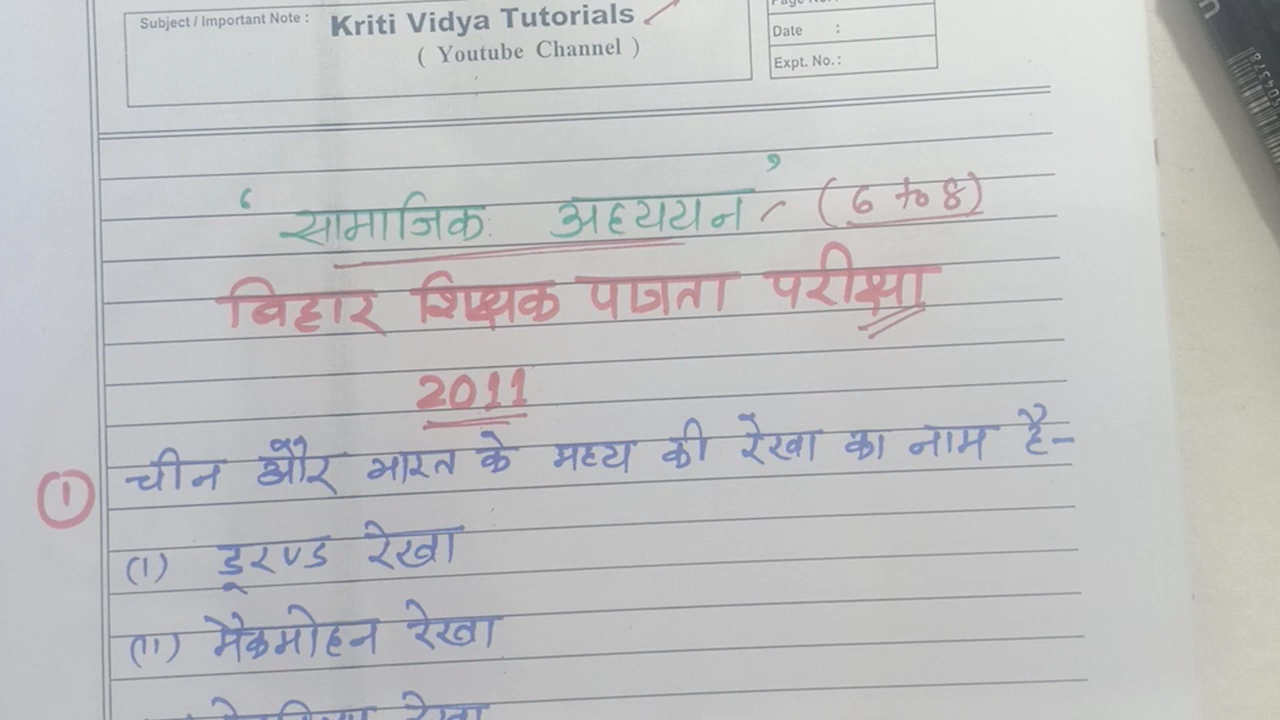 Subject / Important Note : Kriti Vidya Tutorials
( Youtube Channel )
Date :
Expt. No. :
' सामाजिक अध्ययन ' (6 to 8)
बिहार शिक्षक पात्रता परीक्षा
2011
① चीन और भारत के मध्य की रेखा का नाम है-
(i) डूरण्ड रेखा
(ii) मैकमोहन रेखा
रेखा